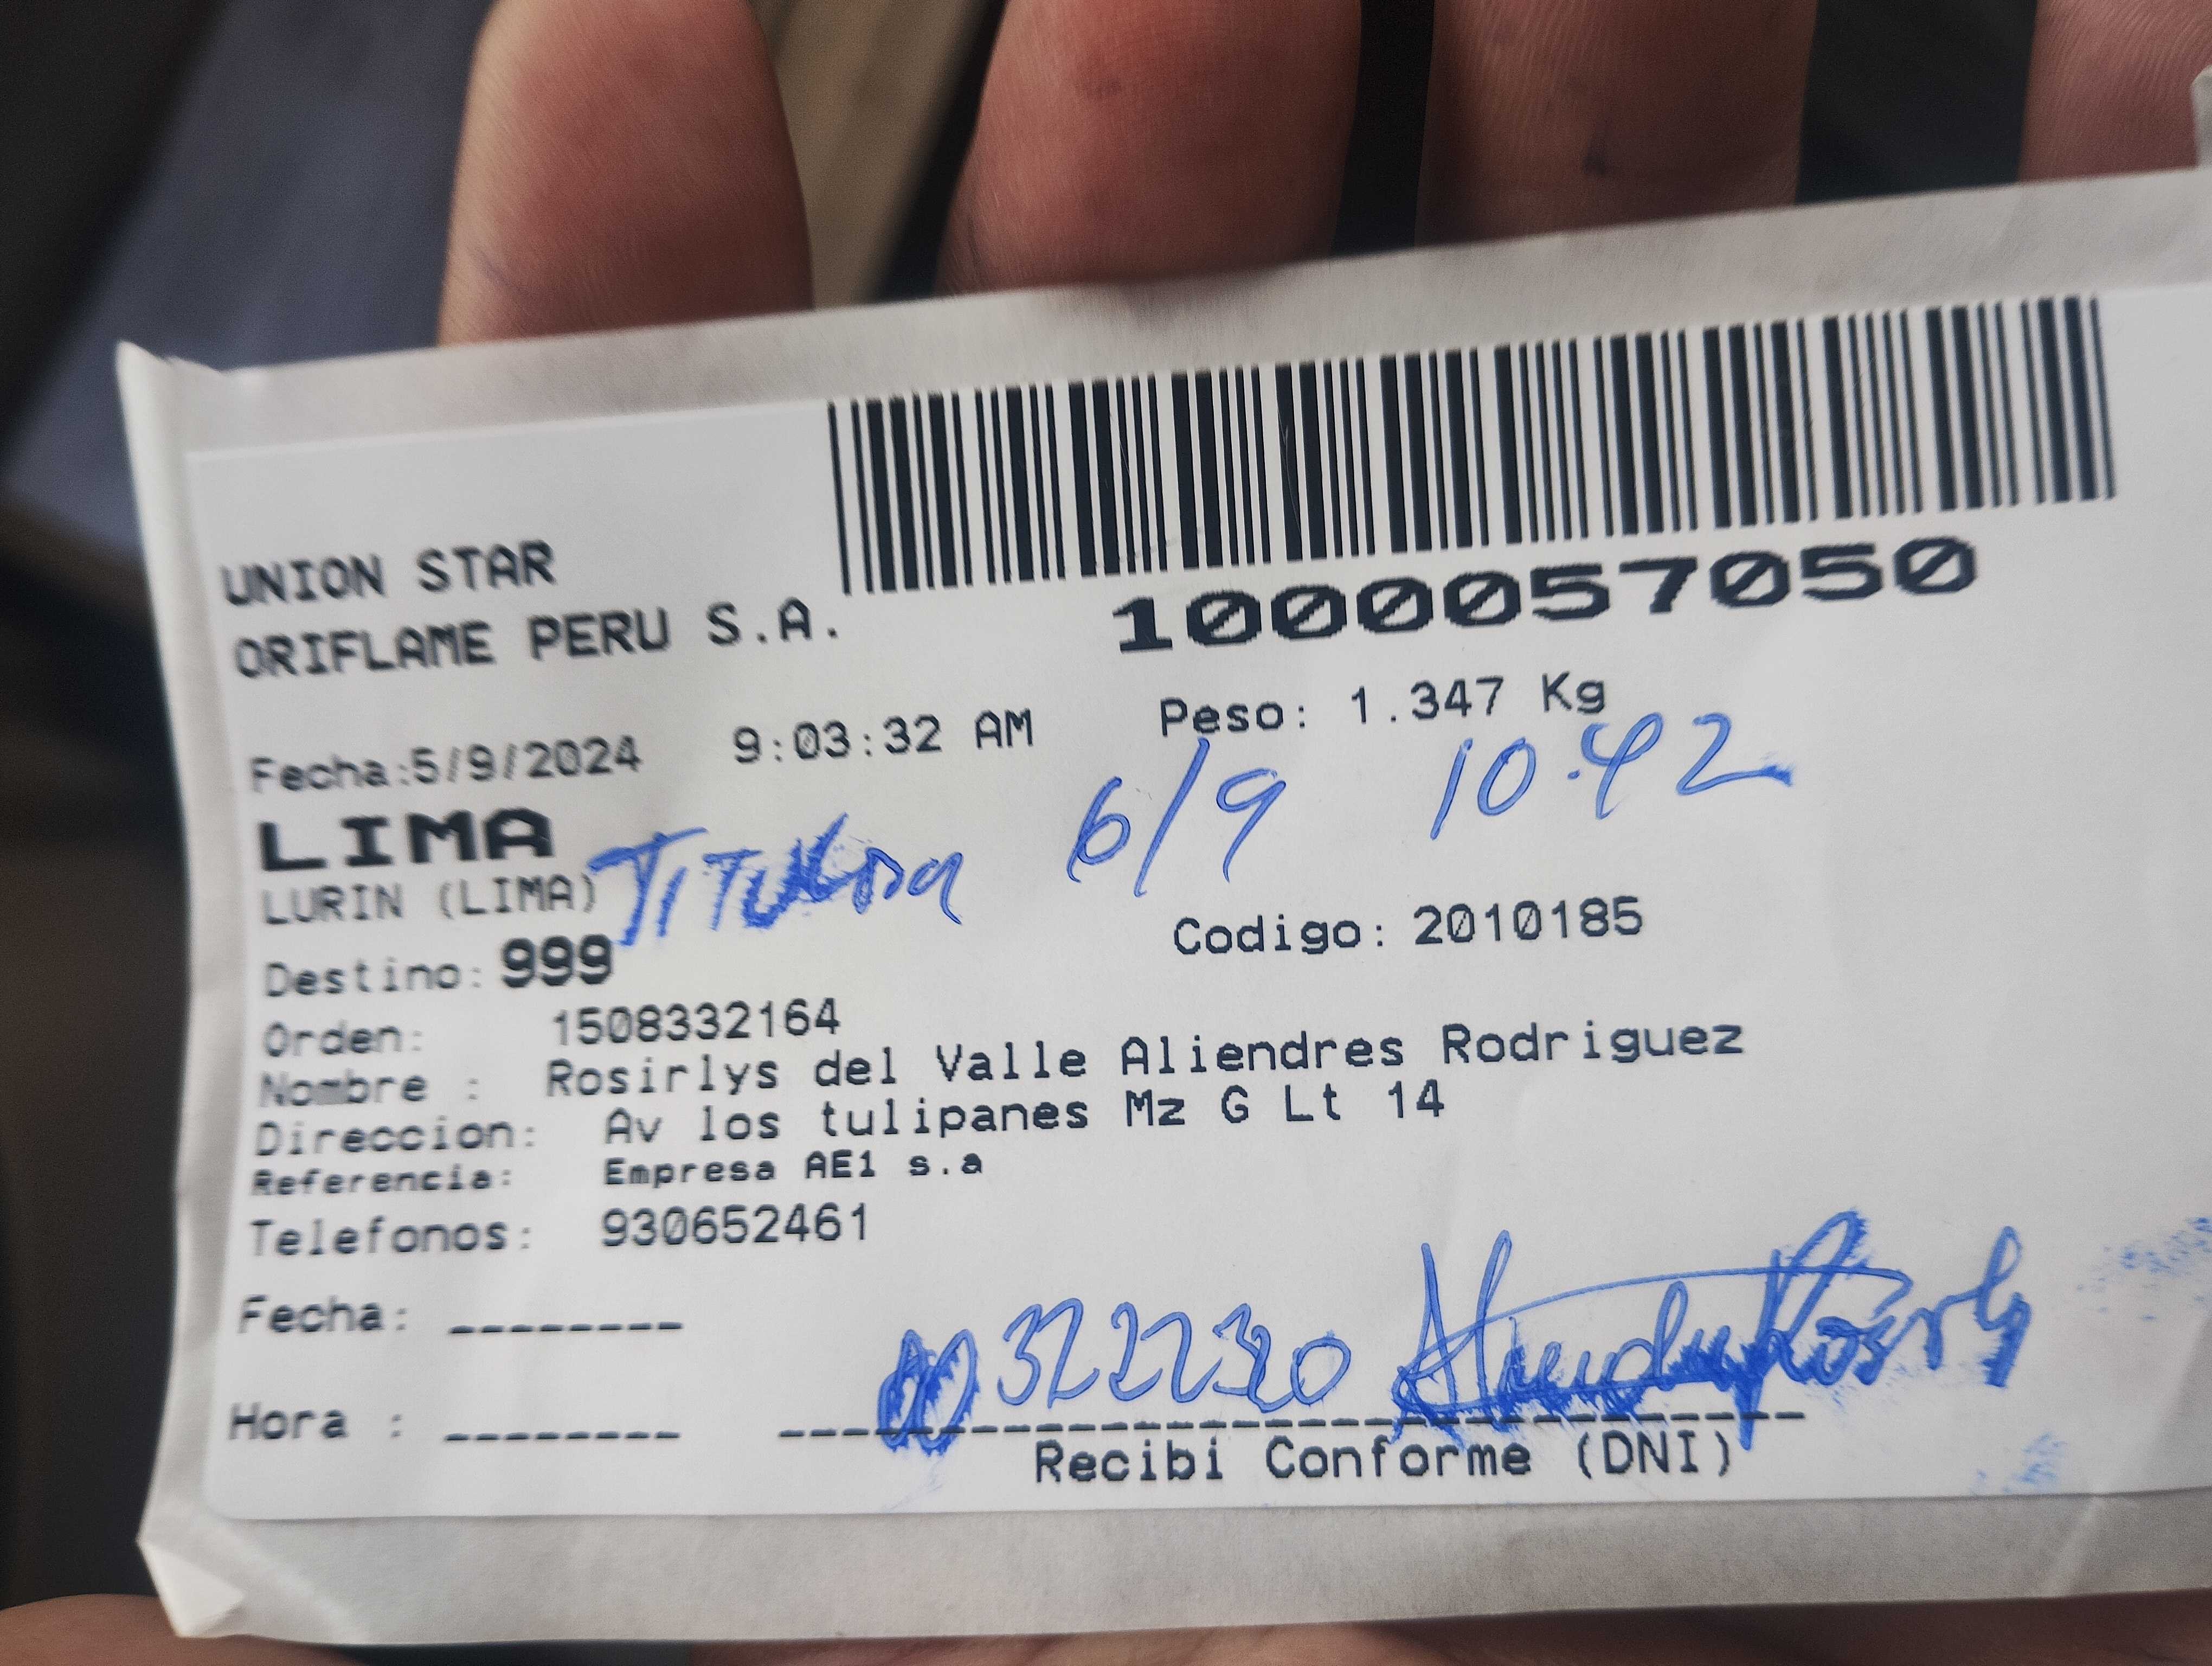 UNION STAR
ORIFLAME PERU S.A.
1000057050
Fecha:5/9/2024 9:03:32 AM Peso: 1.347 Kg
6/9 10:42
LIMA
LURIN (LIMA)
Codigo: 2010185
Destino: 999
Orden: 1508332164
Nombre : Rosirlys del Valle Aliendres Rodriguez
Direccion: Av los tulipanes Mz G Lt 14
Referencia: Empresa AE1 s.a
Telefonos: 930652461
Fecha: --------
Hora : --------
Recibi Conforme (DNI)